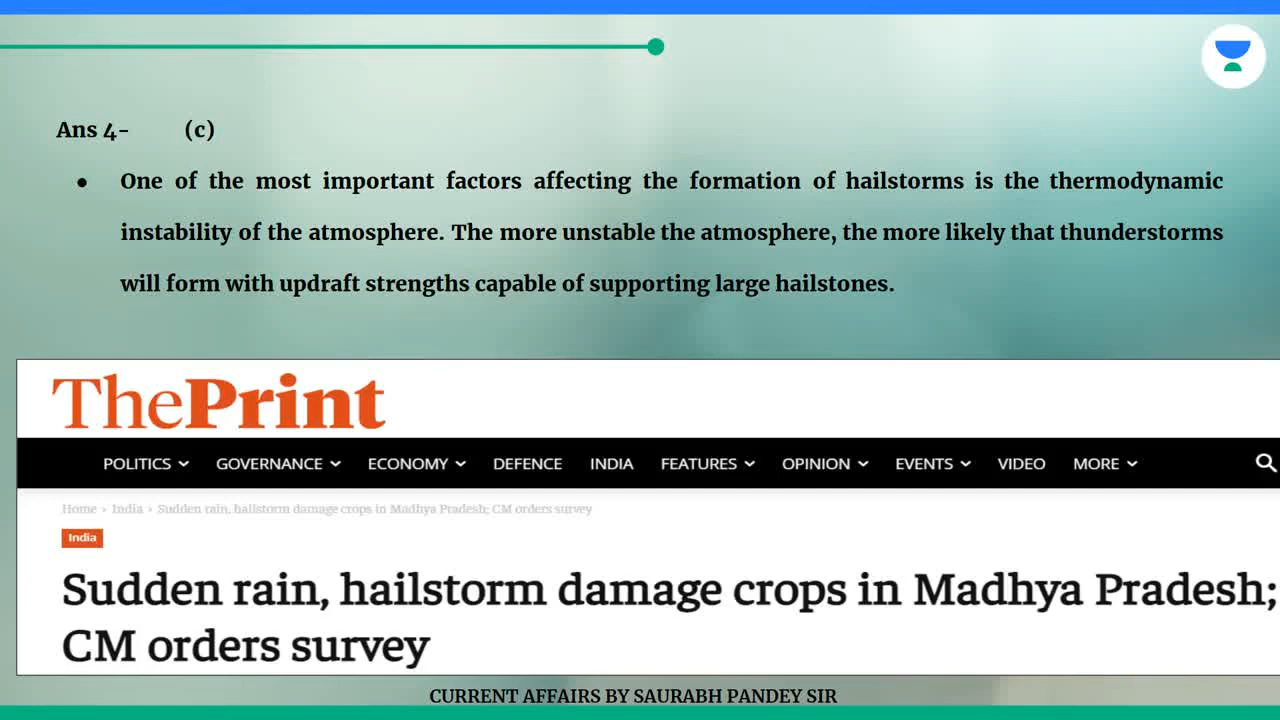 Ans 4- (c)
● One of the most important factors affecting the formation of hailstorms is the thermodynamic
instability of the atmosphere. The more unstable the atmosphere, the more likely that thunderstorms
will form with updraft strengths capable of supporting large hailstones.
ThePrint
POLITICS GOVERNANCE ECONOMY DEFENCE INDIA FEATURES OPINION EVENTS VIDEO MORE
Home › India › Sudden rain, hailstorm damage crops in Madhya Pradesh; CM orders survey
India
Sudden rain, hailstorm damage crops in Madhya Pradesh;
CM orders survey
CURRENT AFFAIRS BY SAURABH PANDEY SIR